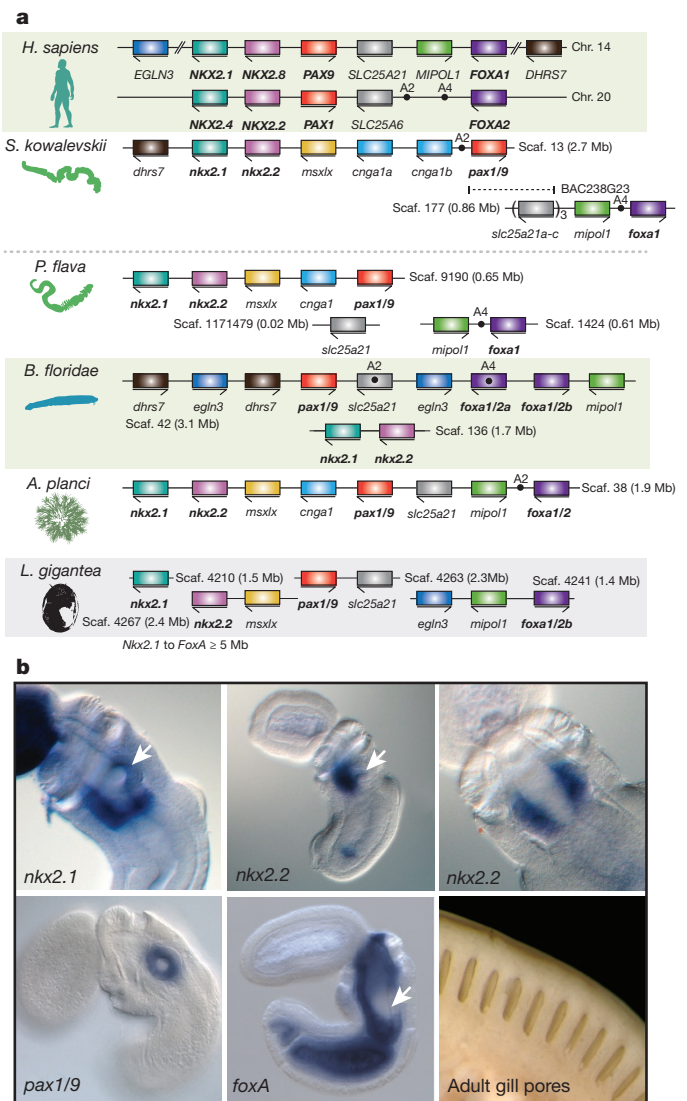 a
H. sapiens
EGLN3 NKX2.1 NKX2.8 PAX9 SLC25A21 MIPOL1 FOXA1 DHRS7
Chr. 14
A2 A4
Chr. 20
NKX2.4 NKX2.2 PAX1 SLC25A6 FOXA2
S. kowalevskii
A2
Scaf. 13 (2.7 Mb)
dhrs7 nkx2.1 nkx2.2 msxlx cnga1a cnga1b pax1/9
BAC238G23
Scaf. 177 (0.86 Mb) ( )3 A4
slc25a21a-c mipol1 foxa1
P. flava
Scaf. 9190 (0.65 Mb)
nkx2.1 nkx2.2 msxlx cnga1 pax1/9
Scaf. 1171479 (0.02 Mb) A4 Scaf. 1424 (0.61 Mb)
slc25a21 mipol1 foxa1
B. floridae
A2 A4
dhrs7 egln3 dhrs7 pax1/9 slc25a21 egln3 foxa1/2a foxa1/2b mipol1
Scaf. 42 (3.1 Mb)
Scaf. 136 (1.7 Mb)
nkx2.1 nkx2.2
A. planci
A2
Scaf. 38 (1.9 Mb)
nkx2.1 nkx2.2 msxlx cnga1 pax1/9 slc25a21 mipol1 foxa1/2
L. gigantea
Scaf. 4210 (1.5 Mb) Scaf. 4263 (2.3Mb) Scaf. 4241 (1.4 Mb)
nkx2.1 pax1/9 slc25a21
Scaf. 4267 (2.4 Mb) nkx2.2 msxlx egln3 mipol1 foxa1/2b
Nkx2.1 to FoxA ≥ 5 Mb
b
nkx2.1
nkx2.2
nkx2.2
pax1/9
foxA
Adult gill pores